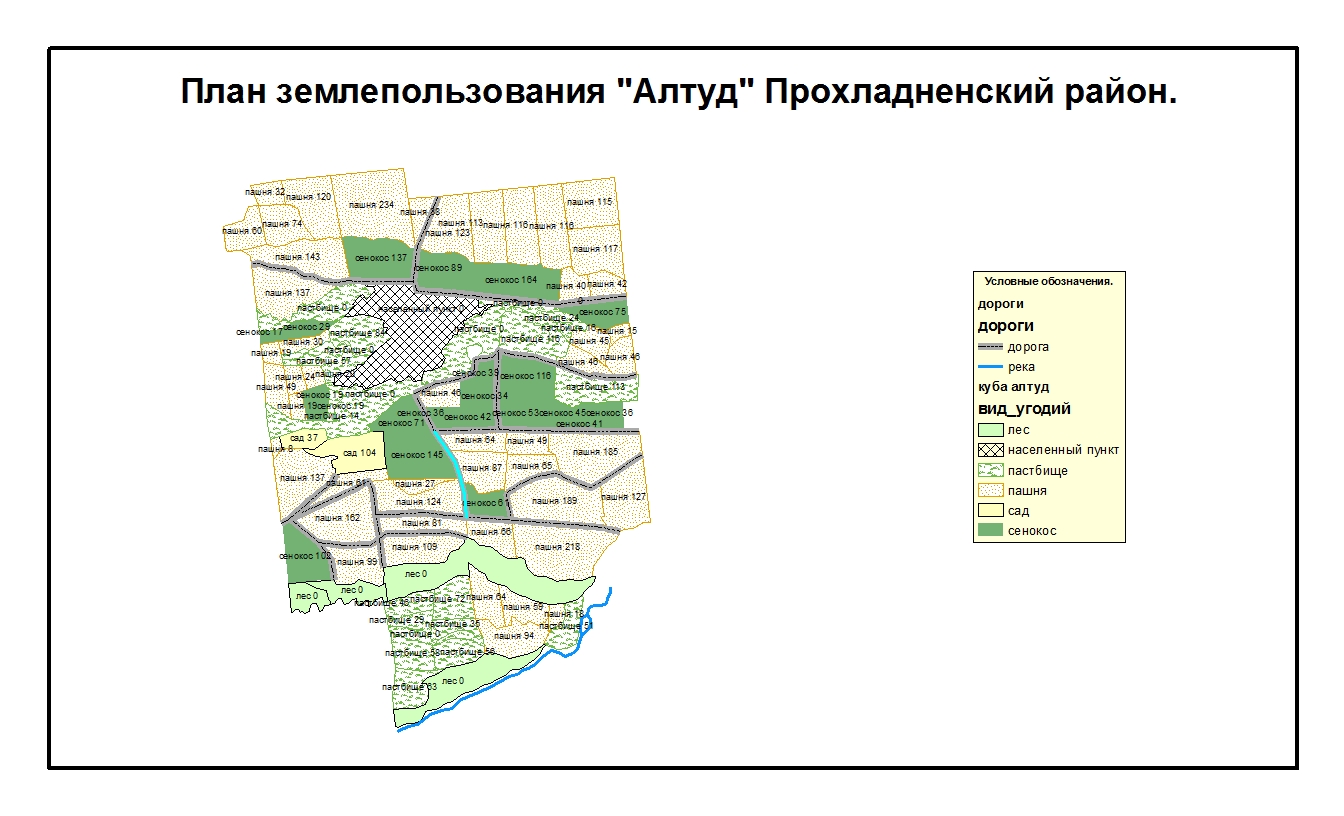 План землепользования "Алтуд" Прохладненский район.
пашня 32
пашня 120
пашня 234
пашня 115
пашня 60
пашня 74
пашня 113
пашня 116
пашня 116
пашня 123
пашня 117
пашня 143
сенокос 137
сенокос 89
сенокос 164
пашня 40
пашня 42
пашня 137
пастбище 0
населенный пункт 0
пастбище 0
0
пастбище 24
сенокос 75
сенокос 17
сенокос 29
пастбище 0
пастбище 16
пашня 15
пашня 30
пастбище 116
пашня 45
пашня 19
пастбище 0
пастбище 57
пашня 46
пашня 46
пашня 24
сенокос 39
сенокос 116
пашня 49
пастбище 113
сенокос 19
пастбище 0
пашня 46
сенокос 34
пашня 19
сенокос 19
пастбище 14
сенокос 36
сенокос 42
сенокос 53
сенокос 45
сенокос 36
сенокос 71
сенокос 41
сад 37
пашня 8
сад 104
сенокос 145
пашня 64
пашня 49
пашня 185
пашня 87
пашня 65
пашня 137
пашня 61
пашня 27
пашня 124
сенокос 61
пашня 189
пашня 127
пашня 162
пашня 81
пашня 66
сенокос 102
пашня 99
пашня 109
пашня 218
лес 0
лес 0
лес 0
пастбище 46
пастбище 72
пашня 64
пашня 59
пашня 18
пастбище 29
пастбище 35
пастбище 51
пастбище 0
пашня 94
пастбище 58
пастбище 56
пастбище 63
лес 0
Условные обозначения.
дороги
дороги
дорога
река
куба алтуд
вид_угодий
лес
населенный пункт
пастбище
пашня
сад
сенокос